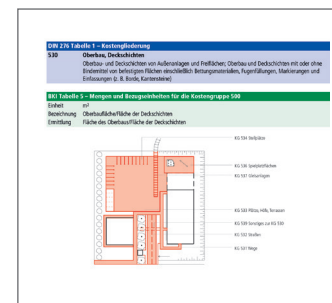 DIN 276 Tabelle 1 – Kostengliederung
530 Oberbau, Deckschichten
Oberbau- und Deckschichten von Außenanlagen und Freiflächen; Oberbau und Deckschichten mit oder ohne
Bindemittel von befestigten Flächen einschließlich Bettungsmaterialien, Fugenfüllungen, Markierungen und
Einfassungen (z. B. Borde, Kantensteine)
BKI Tabelle 5 – Mengen und Bezugseinheiten für die Kostengruppe 500
Einheit m²
Bezeichnung Oberbaufläche/Fläche der Deckschichten
Ermittlung Fläche des Oberbaus/Fläche der Deckschichten
KG 534 Stellplätze
KG 536 Spielplatzflächen
KG 537 Gleisanlagen
KG 533 Plätze, Höfe, Terrassen
KG 539 Sonstiges zur KG 530
KG 532 Straßen
KG 531 Wege